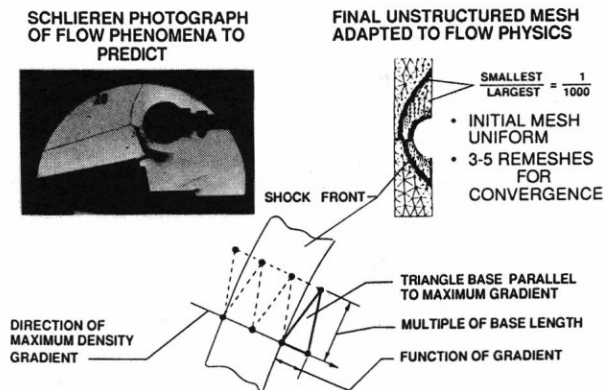 SCHLIEREN PHOTOGRAPH
OF FLOW PHENOMENA TO
PREDICT
FINAL UNSTRUCTURED MESH
ADAPTED TO FLOW PHYSICS
SMALLEST
LARGEST
=
1
1000
• INITIAL MESH
UNIFORM
• 3-5 REMESHES
FOR
CONVERGENCE
SHOCK FRONT
TRIANGLE BASE PARALLEL
TO MAXIMUM GRADIENT
MULTIPLE OF BASE LENGTH
FUNCTION OF GRADIENT
DIRECTION OF
MAXIMUM DENSITY
GRADIENT